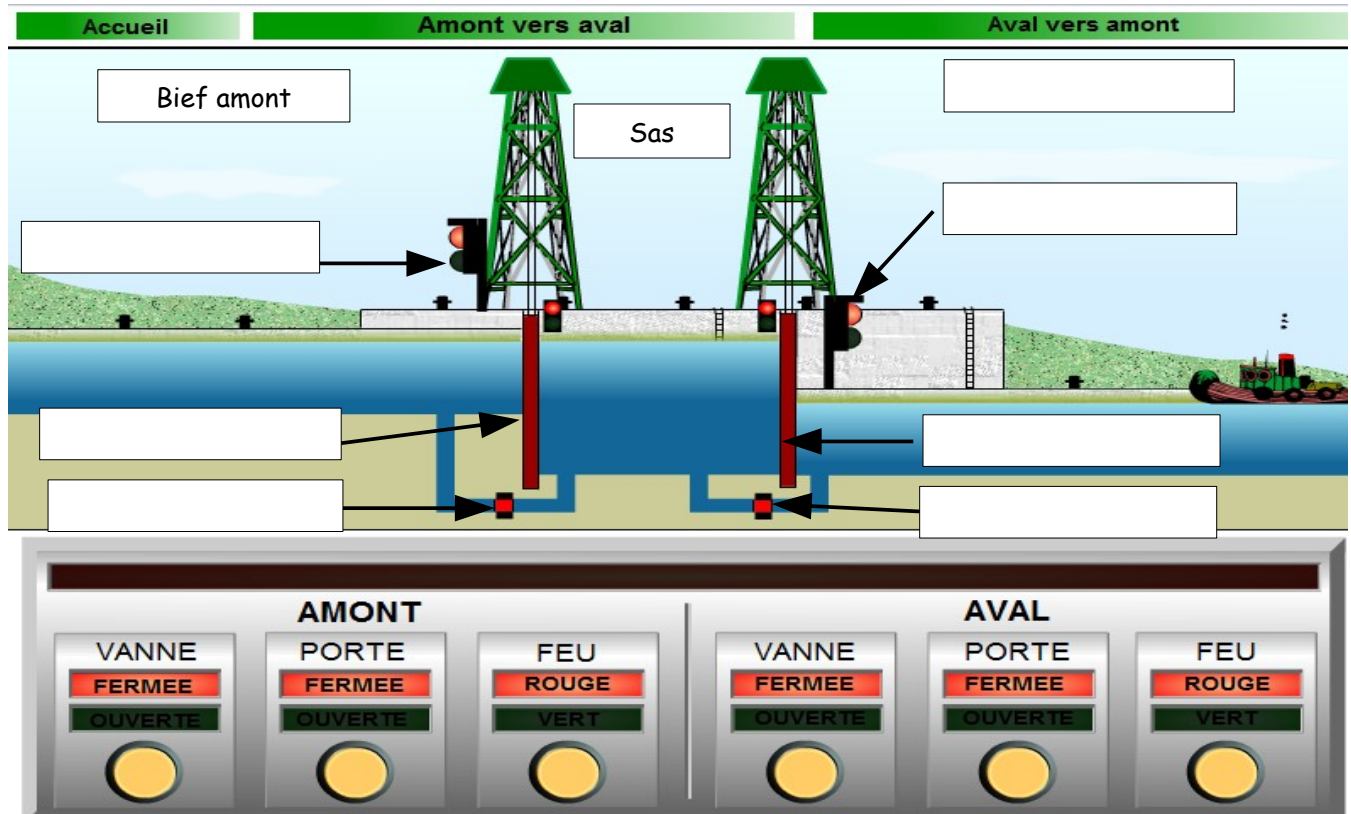 Accueil
Amont vers aval
Aval vers amont
Bief amont
Sas
AMONT
AVAL
VANNE
FERMEE
OUVERTE
PORTE
FERMEE
OUVERTE
FEU
ROUGE
VERT
VANNE
FERMEE
OUVERTE
PORTE
FERMEE
OUVERTE
FEU
ROUGE
VERT